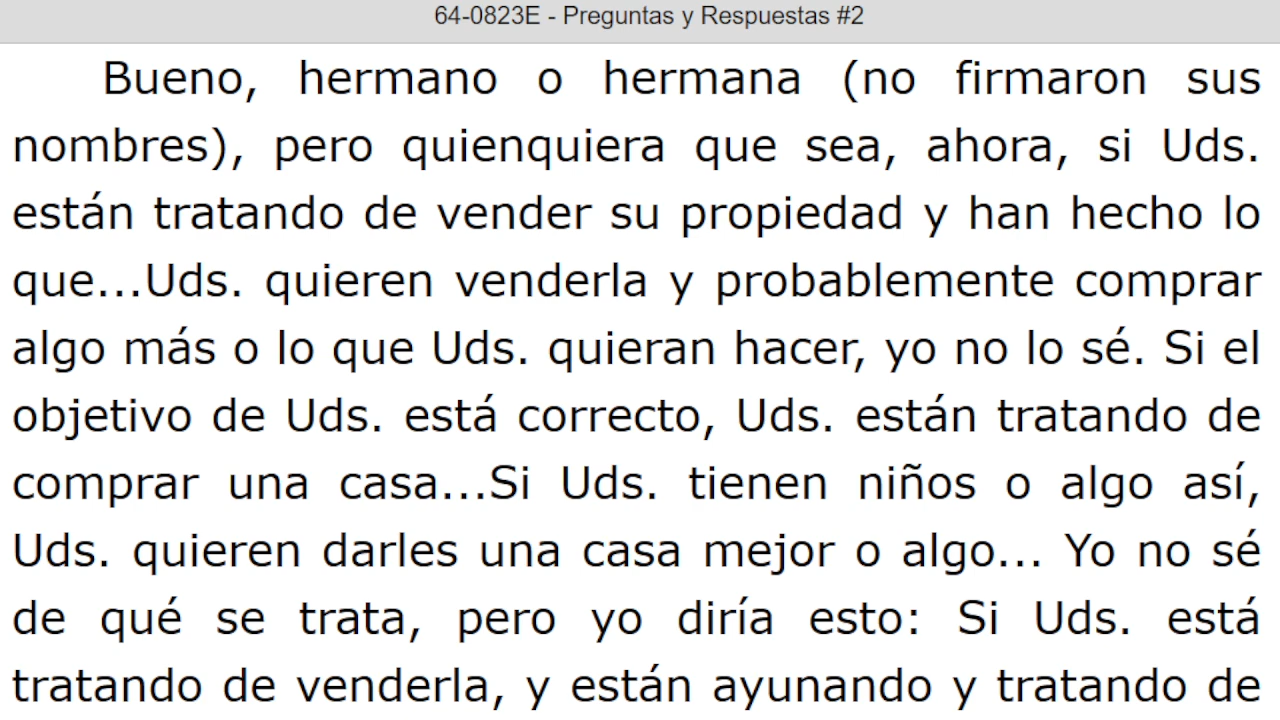 64-0823E - Preguntas y Respuestas #2
Bueno, hermano o hermana (no firmaron sus
nombres), pero quienquiera que sea, ahora, si Uds.
están tratando de vender su propiedad y han hecho lo
que...Uds. quieren venderla y probablemente comprar
algo más o lo que Uds. quieran hacer, yo no lo sé. Si el
objetivo de Uds. está correcto, Uds. están tratando de
comprar una casa...Si Uds. tienen niños o algo así,
Uds. quieren darles una casa mejor o algo... Yo no sé
de qué se trata, pero yo diría esto: Si Uds. está
tratando de venderla, y están ayunando y tratando de